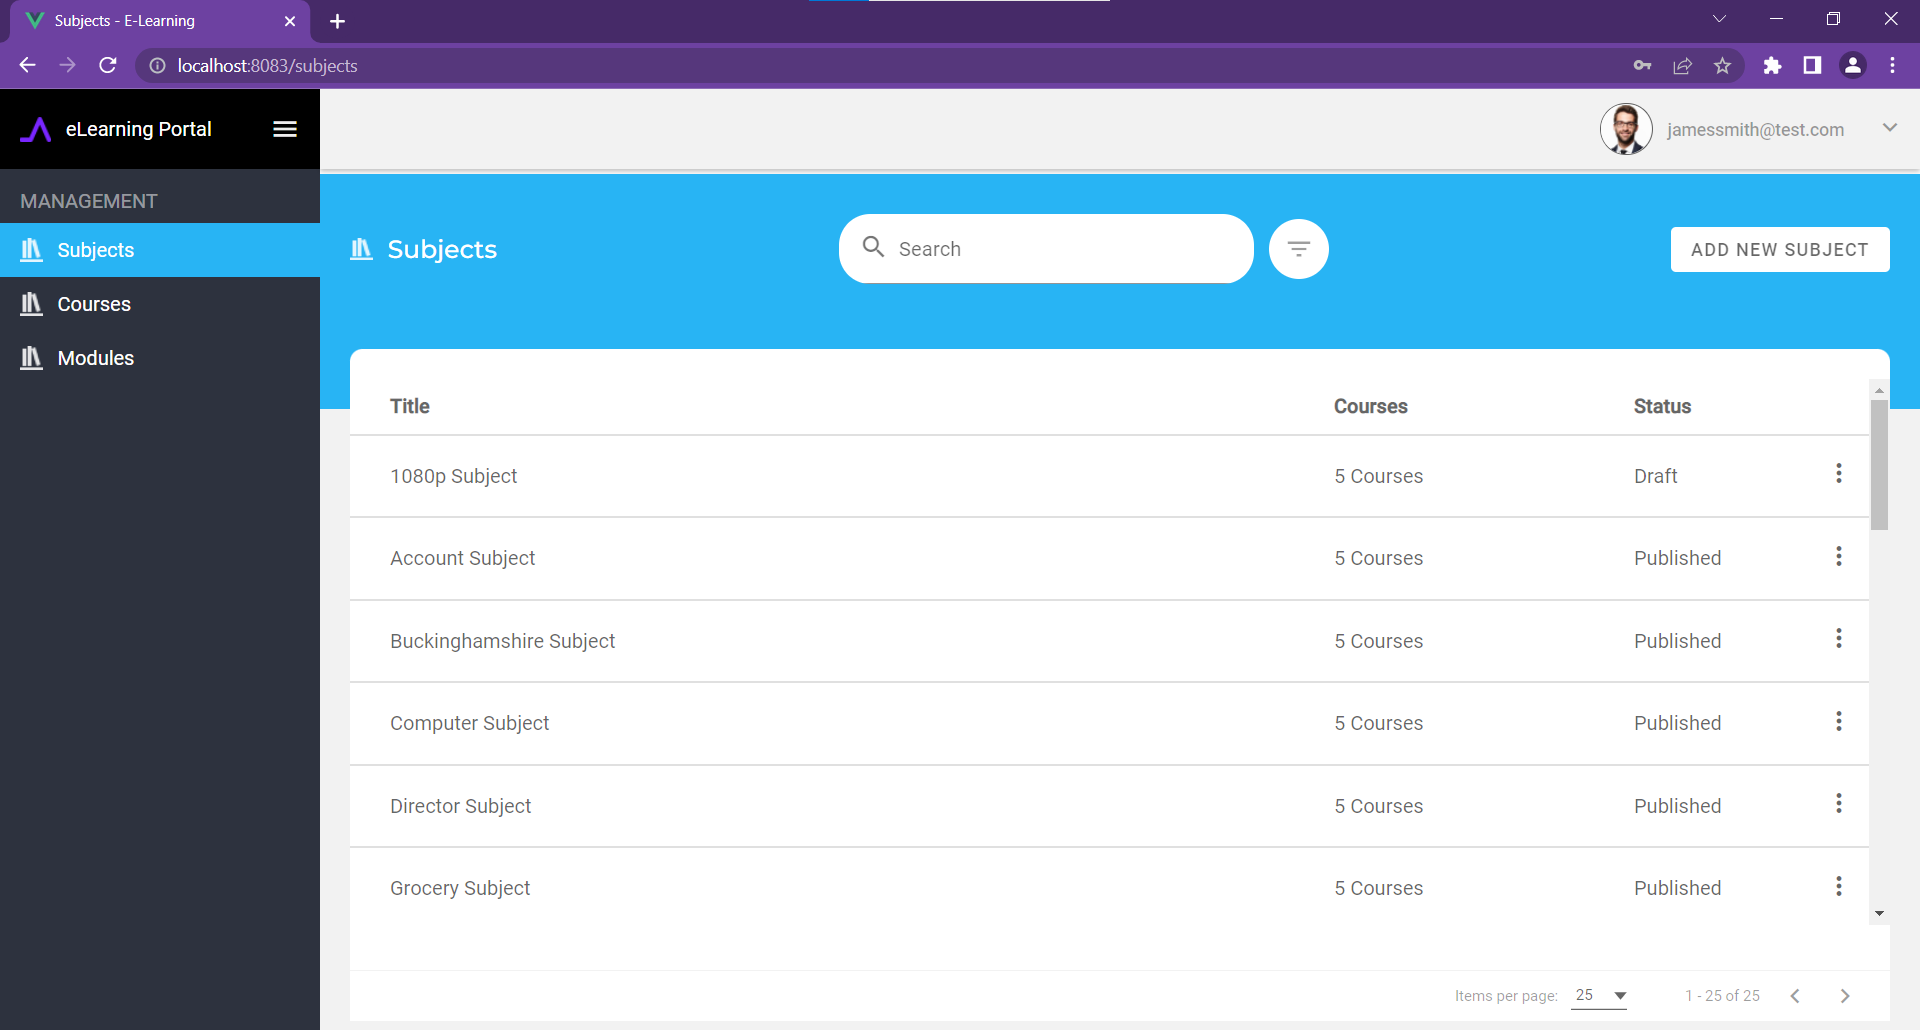 Subjects - E-Learning
localhost:8083/subjects
eLearning Portal
jamessmith@test.com
MANAGEMENT
Subjects
Courses
Modules
Subjects
Search
ADD NEW SUBJECT
Title Courses Status
1080p Subject 5 Courses Draft
Account Subject 5 Courses Published
Buckinghamshire Subject 5 Courses Published
Computer Subject 5 Courses Published
Director Subject 5 Courses Published
Grocery Subject 5 Courses Published
Items per page: 25 1 - 25 of 25